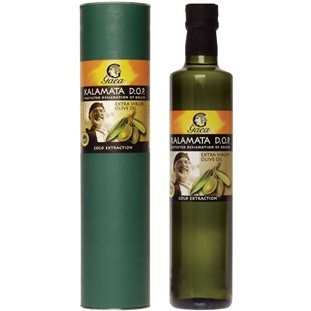 Gaea
KALAMATA D.O.P.
PROTECTED DESIGNATION OF ORIGIN
EXTRA VIRGIN
OLIVE OIL
COLD EXTRACTION
Gaea
KALAMATA D.O.P.
PROTECTED DESIGNATION OF ORIGIN
EXTRA VIRGIN
OLIVE OIL
COLD EXTRACTION